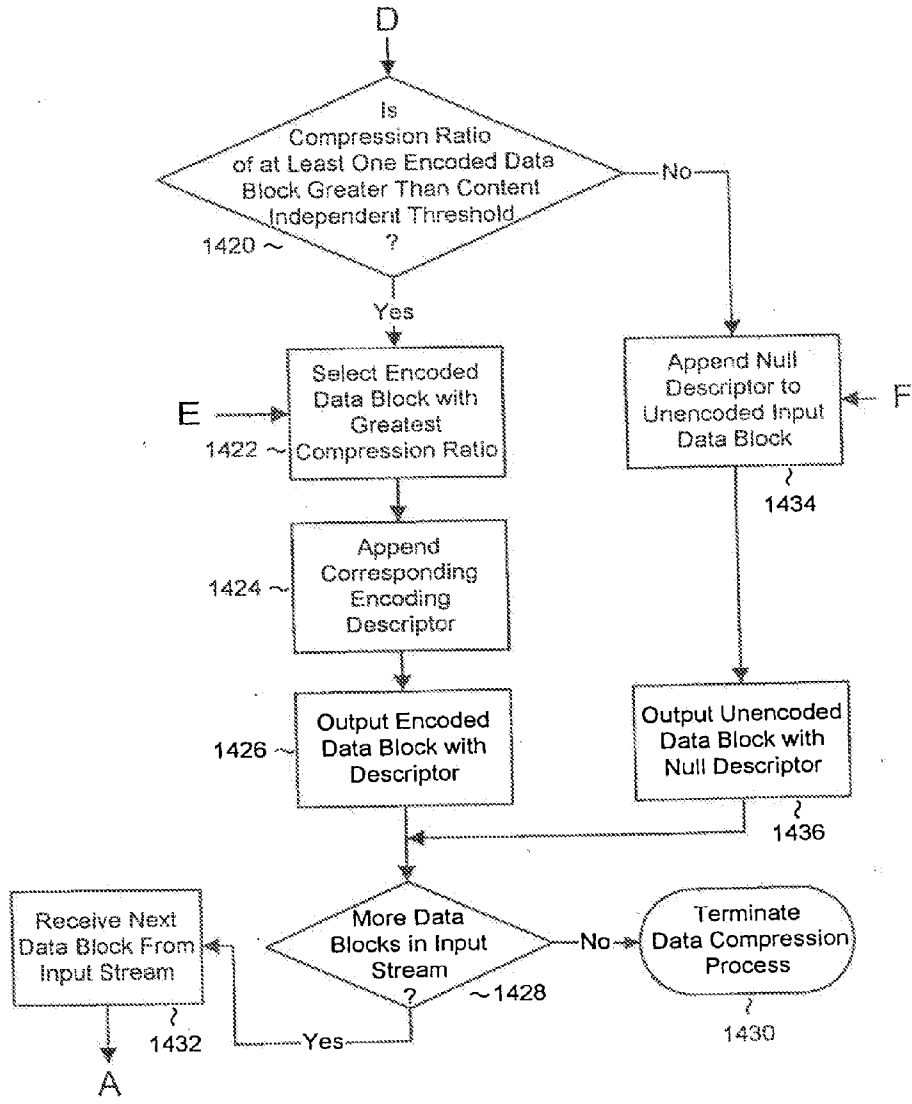 D
Is
Compression Ratio
of at Least One Encoded Data
Block Greater Than Content
Independent Threshold
?
1420
No
Yes
Select Encoded
Data Block with
Greatest
Compression Ratio
E
1422
Append Null
Descriptor to
Unencoded Input
Data Block
F
1434
Append
Corresponding
Encoding
Descriptor
1424
Output Encoded
Data Block with
Descriptor
1426
Output Unencoded
Data Block with
Null Descriptor
1436
Receive Next
Data Block From
Input Stream
1432
More Data
Blocks in Input
Stream
?
1428
No
Terminate
Data Compression
Process
1430
Yes
A